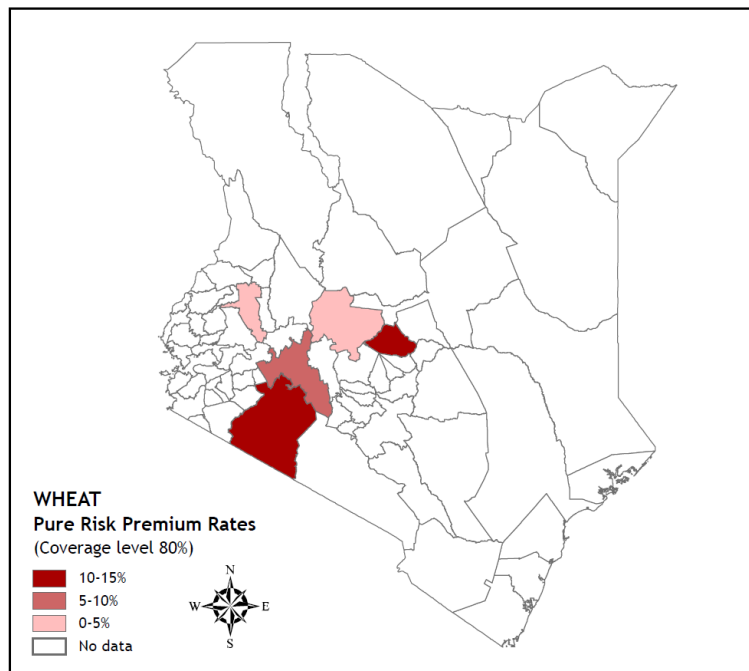 WHEAT
Pure Risk Premium Rates
(Coverage level 80%)
10-15%
5-10%
0-5%
No data
N
W E
S